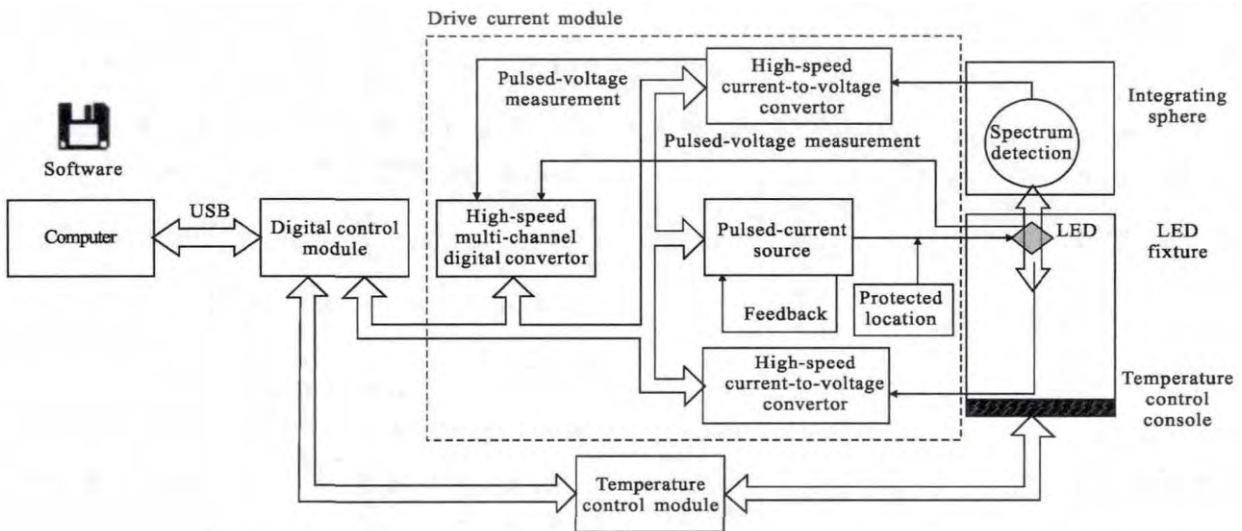 Drive current module
Pulsed-voltage
measurement
High-speed
current-to-voltage
convertor
Integrating
sphere
Spectrum
detection
Software
Pulsed-voltage measurement
Computer
USB
Digital control
module
High-speed
multi-channel
digital convertor
Pulsed-current
source
LED
LED
fixture
Feedback
Protected
location
High-speed
current-to-voltage
convertor
Temperature
control
console
Temperature
control module